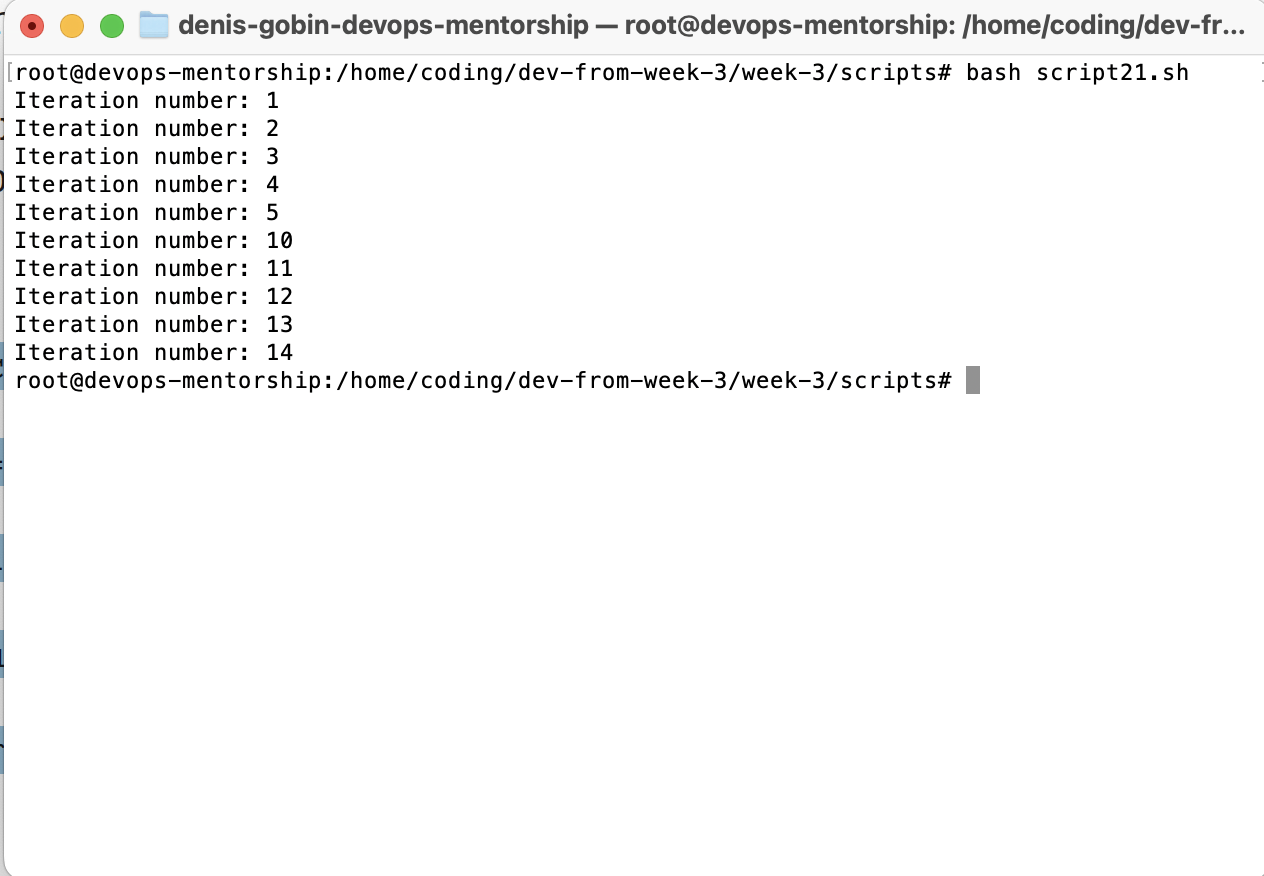 denis-gobin-devops-mentorship — root@devops-mentorship: /home/coding/dev-fr...
[root@devops-mentorship:/home/coding/dev-from-week-3/week-3/scripts# bash script21.sh
Iteration number: 1
Iteration number: 2
Iteration number: 3
Iteration number: 4
Iteration number: 5
Iteration number: 10
Iteration number: 11
Iteration number: 12
Iteration number: 13
Iteration number: 14
root@devops-mentorship:/home/coding/dev-from-week-3/week-3/scripts#